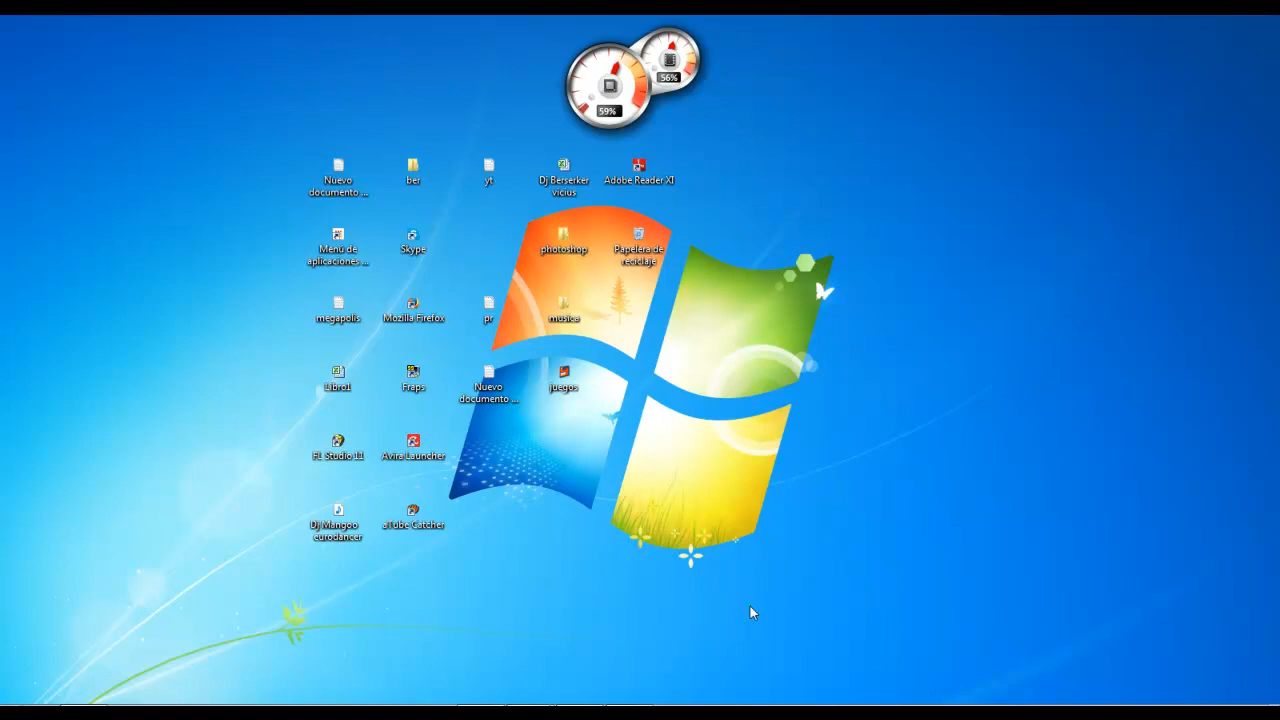 56%
59%
Nuevo
documento ...
ber
yt
Dj Berserker
vicius
Adobe Reader XI
Menú de
aplicaciones ...
Skype
photoshop
Papelera de
reciclaje
megapolis
Mozilla Firefox
pr
musica
Libro1
Fraps
Nuevo
documento ...
juegos
FL Studio 11
Avira Launcher
Dj Mangoo
eurodancer
aTube Catcher